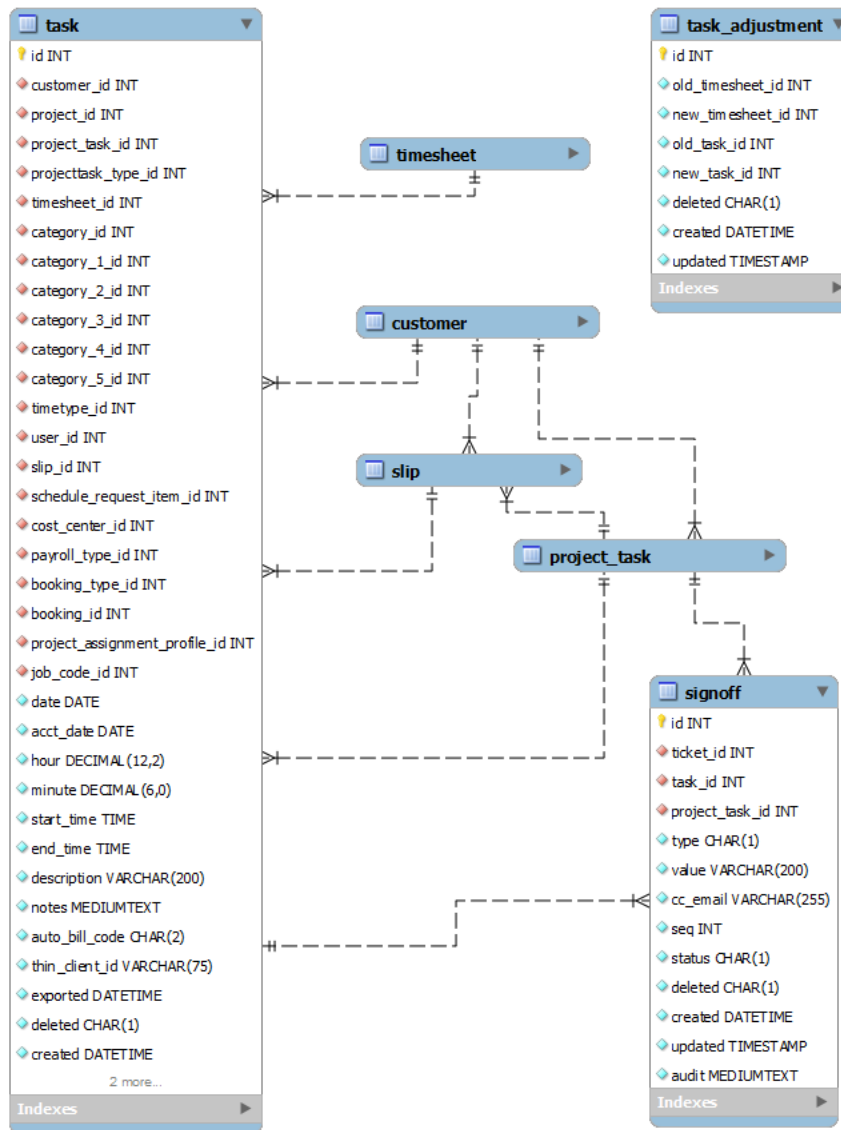 task
id INT
customer_id INT
project_id INT
project_task_id INT
projecttask_type_id INT
timesheet_id INT
category_id INT
category_1_id INT
category_2_id INT
category_3_id INT
category_4_id INT
category_5_id INT
timetype_id INT
user_id INT
slip_id INT
schedule_request_item_id INT
cost_center_id INT
payroll_type_id INT
booking_type_id INT
booking_id INT
project_assignment_profile_id INT
job_code_id INT
date DATE
acct_date DATE
hour DECIMAL(12,2)
minute DECIMAL(6,0)
start_time TIME
end_time TIME
description VARCHAR(200)
notes MEDIUMTEXT
auto_bill_code CHAR(2)
thin_client_id VARCHAR(75)
exported DATETIME
deleted CHAR(1)
created DATETIME
2 more...
Indexes
timesheet
customer
slip
project_task
task_adjustment
id INT
old_timesheet_id INT
new_timesheet_id INT
old_task_id INT
new_task_id INT
deleted CHAR(1)
created DATETIME
updated TIMESTAMP
Indexes
signoff
id INT
ticket_id INT
task_id INT
project_task_id INT
type CHAR(1)
value VARCHAR(200)
cc_email VARCHAR(255)
seq INT
status CHAR(1)
deleted CHAR(1)
created DATETIME
updated TIMESTAMP
audit MEDIUMTEXT
Indexes